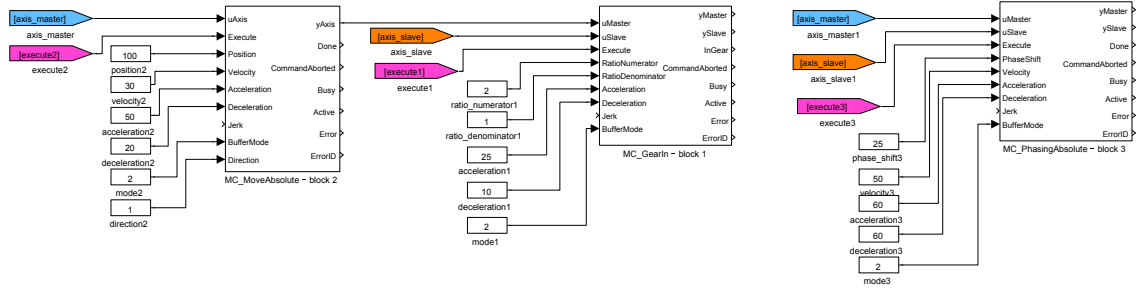 [axis_master]
axis_master
[execute2]
execute2
100
position2
30
velocity2
50
acceleration2
20
deceleration2
2
mode2
1
direction2
uAxis
Execute
Position
Velocity
Acceleration
Deceleration
Jerk
BufferMode
Direction
yAxis
Done
CommandAborted
Busy
Active
Error
ErrorID
MC_MoveAbsolute - block 2
[axis_slave]
axis_slave
[execute1]
execute1
2
ratio_numerator1
1
ratio_denominator1
25
acceleration1
10
deceleration1
2
mode1
uMaster
uSlave
Execute
RatioNumerator
RatioDenominator
Acceleration
Deceleration
Jerk
BufferMode
yMaster
ySlave
InGear
CommandAborted
Busy
Active
Error
ErrorID
MC_GearIn - block 1
[axis_master]
axis_master1
[axis_slave]
axis_slave1
[execute3]
execute3
25
phase_shift3
50
velocity3
60
acceleration3
60
deceleration3
2
mode3
uMaster
uSlave
Execute
PhaseShift
Velocity
Acceleration
Deceleration
Jerk
BufferMode
yMaster
ySlave
Done
CommandAborted
Busy
Active
Error
ErrorID
MC_PhasingAbsolute - block 3